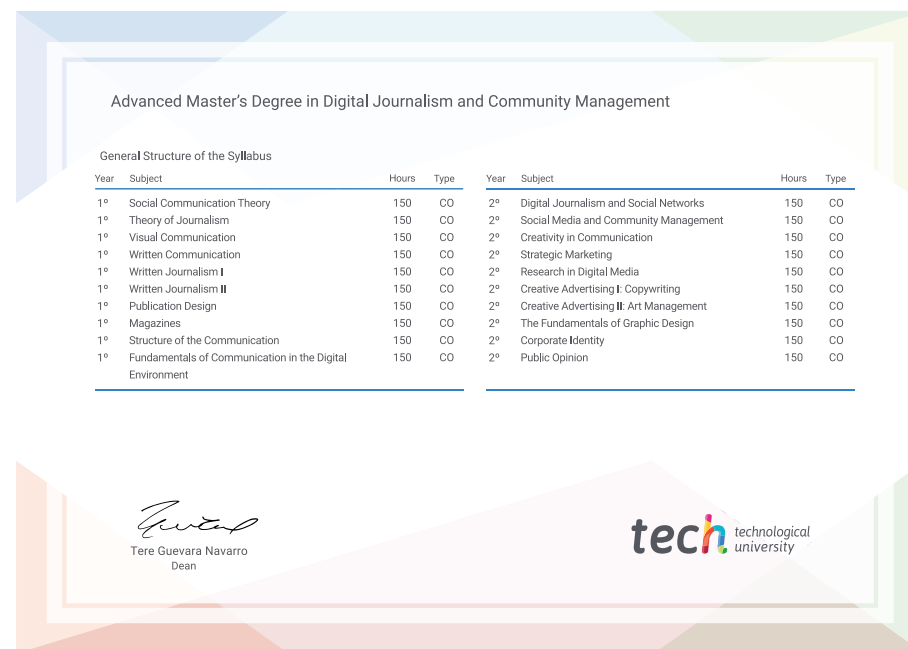 Advanced Master's Degree in Digital Journalism and Community Management
General Structure of the Syllabus
Year Subject Hours Type
1º Social Communication Theory 150 CO
1º Theory of Journalism 150 CO
1º Visual Communication 150 CO
1º Written Communication 150 CO
1º Written Journalism I 150 CO
1º Written Journalism II 150 CO
1º Publication Design 150 CO
1º Magazines 150 CO
1º Structure of the Communication 150 CO
1º Fundamentals of Communication in the Digital 150 CO
Environment
Year Subject Hours Type
2º Digital Journalism and Social Networks 150 CO
2º Social Media and Community Management 150 CO
2º Creativity in Communication 150 CO
2º Strategic Marketing 150 CO
2º Research in Digital Media 150 CO
2º Creative Advertising I: Copywriting 150 CO
2º Creative Advertising II: Art Management 150 CO
2º The Fundamentals of Graphic Design 150 CO
2º Corporate Identity 150 CO
2º Public Opinion 150 CO
Tere Guevara Navarro
Dean
tech technological
university